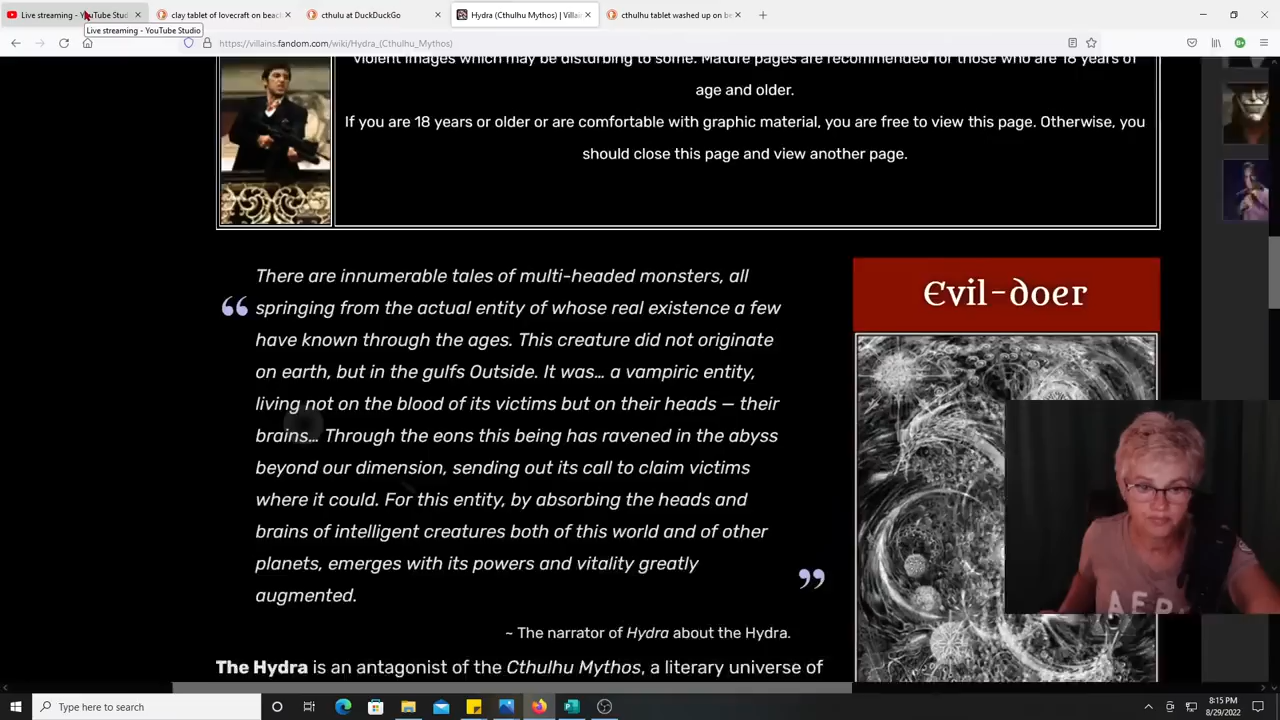 Live streaming - YouTube Stud
clay tablet of lovecraft on beac
cthulu at DuckDuckGo
Hydra (Cthulhu Mythos) | Villain
cthulhu tablet washed up on be
Live streaming - YouTube Studio
https://villains.fandom.com/wiki/Hydra_(Cthulhu_Mythos)
violent images which may be disturbing to some. Mature pages are recommended for those who are 18 years of
age and older.
If you are 18 years or older or are comfortable with graphic material, you are free to view this page. Otherwise, you
should close this page and view another page.
There are innumerable tales of multi-headed monsters, all
“ springing from the actual entity of whose real existence a few
have known through the ages. This creature did not originate
on earth, but in the gulfs Outside. It was… a vampiric entity,
living not on the blood of its victims but on their heads — their
brains… Through the eons this being has ravened in the abyss
beyond our dimension, sending out its call to claim victims
where it could. For this entity, by absorbing the heads and
brains of intelligent creatures both of this world and of other
planets, emerges with its powers and vitality greatly ”
augmented.
~ The narrator of Hydra about the Hydra.
The Hydra is an antagonist of the Cthulhu Mythos, a literary universe of
Evil-doer
Type here to search
8:15 PM
8/29/2022